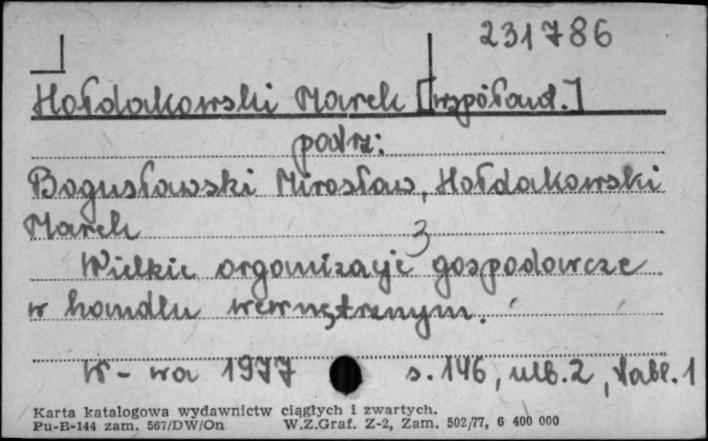 231786
Hołdakowski Marek [współaut.]
podrz:
Bogusławski Mirosław, Hołdakowski
Marek
3
Wielkie organizacje gospodarcze
w handlu wewnętrznym.
W-wa 1977 s. 146, nlb. 2, tabl. 1
Karta katalogowa wydawnictw ciągłych i zwartych.
Pu-B-144 zam. 567/DW/On W.Z.Graf. Z-2, Zam. 502/77, 6 400 000